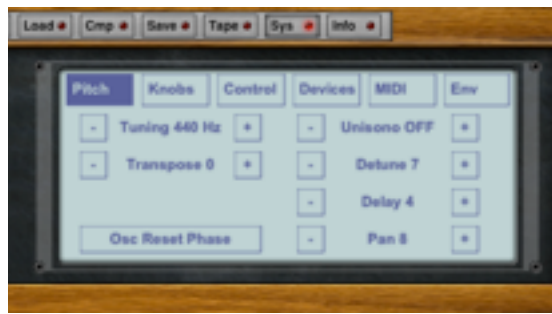 Load Cmp Save Tape Sys Info
Pitch Knobs Control Devices MIDI Env
- Tuning 440 Hz + - Unisono OFF +
- Transpose 0 + - Detune 7 +
- Delay 4 +
Osc Reset Phase - Pan 8 +